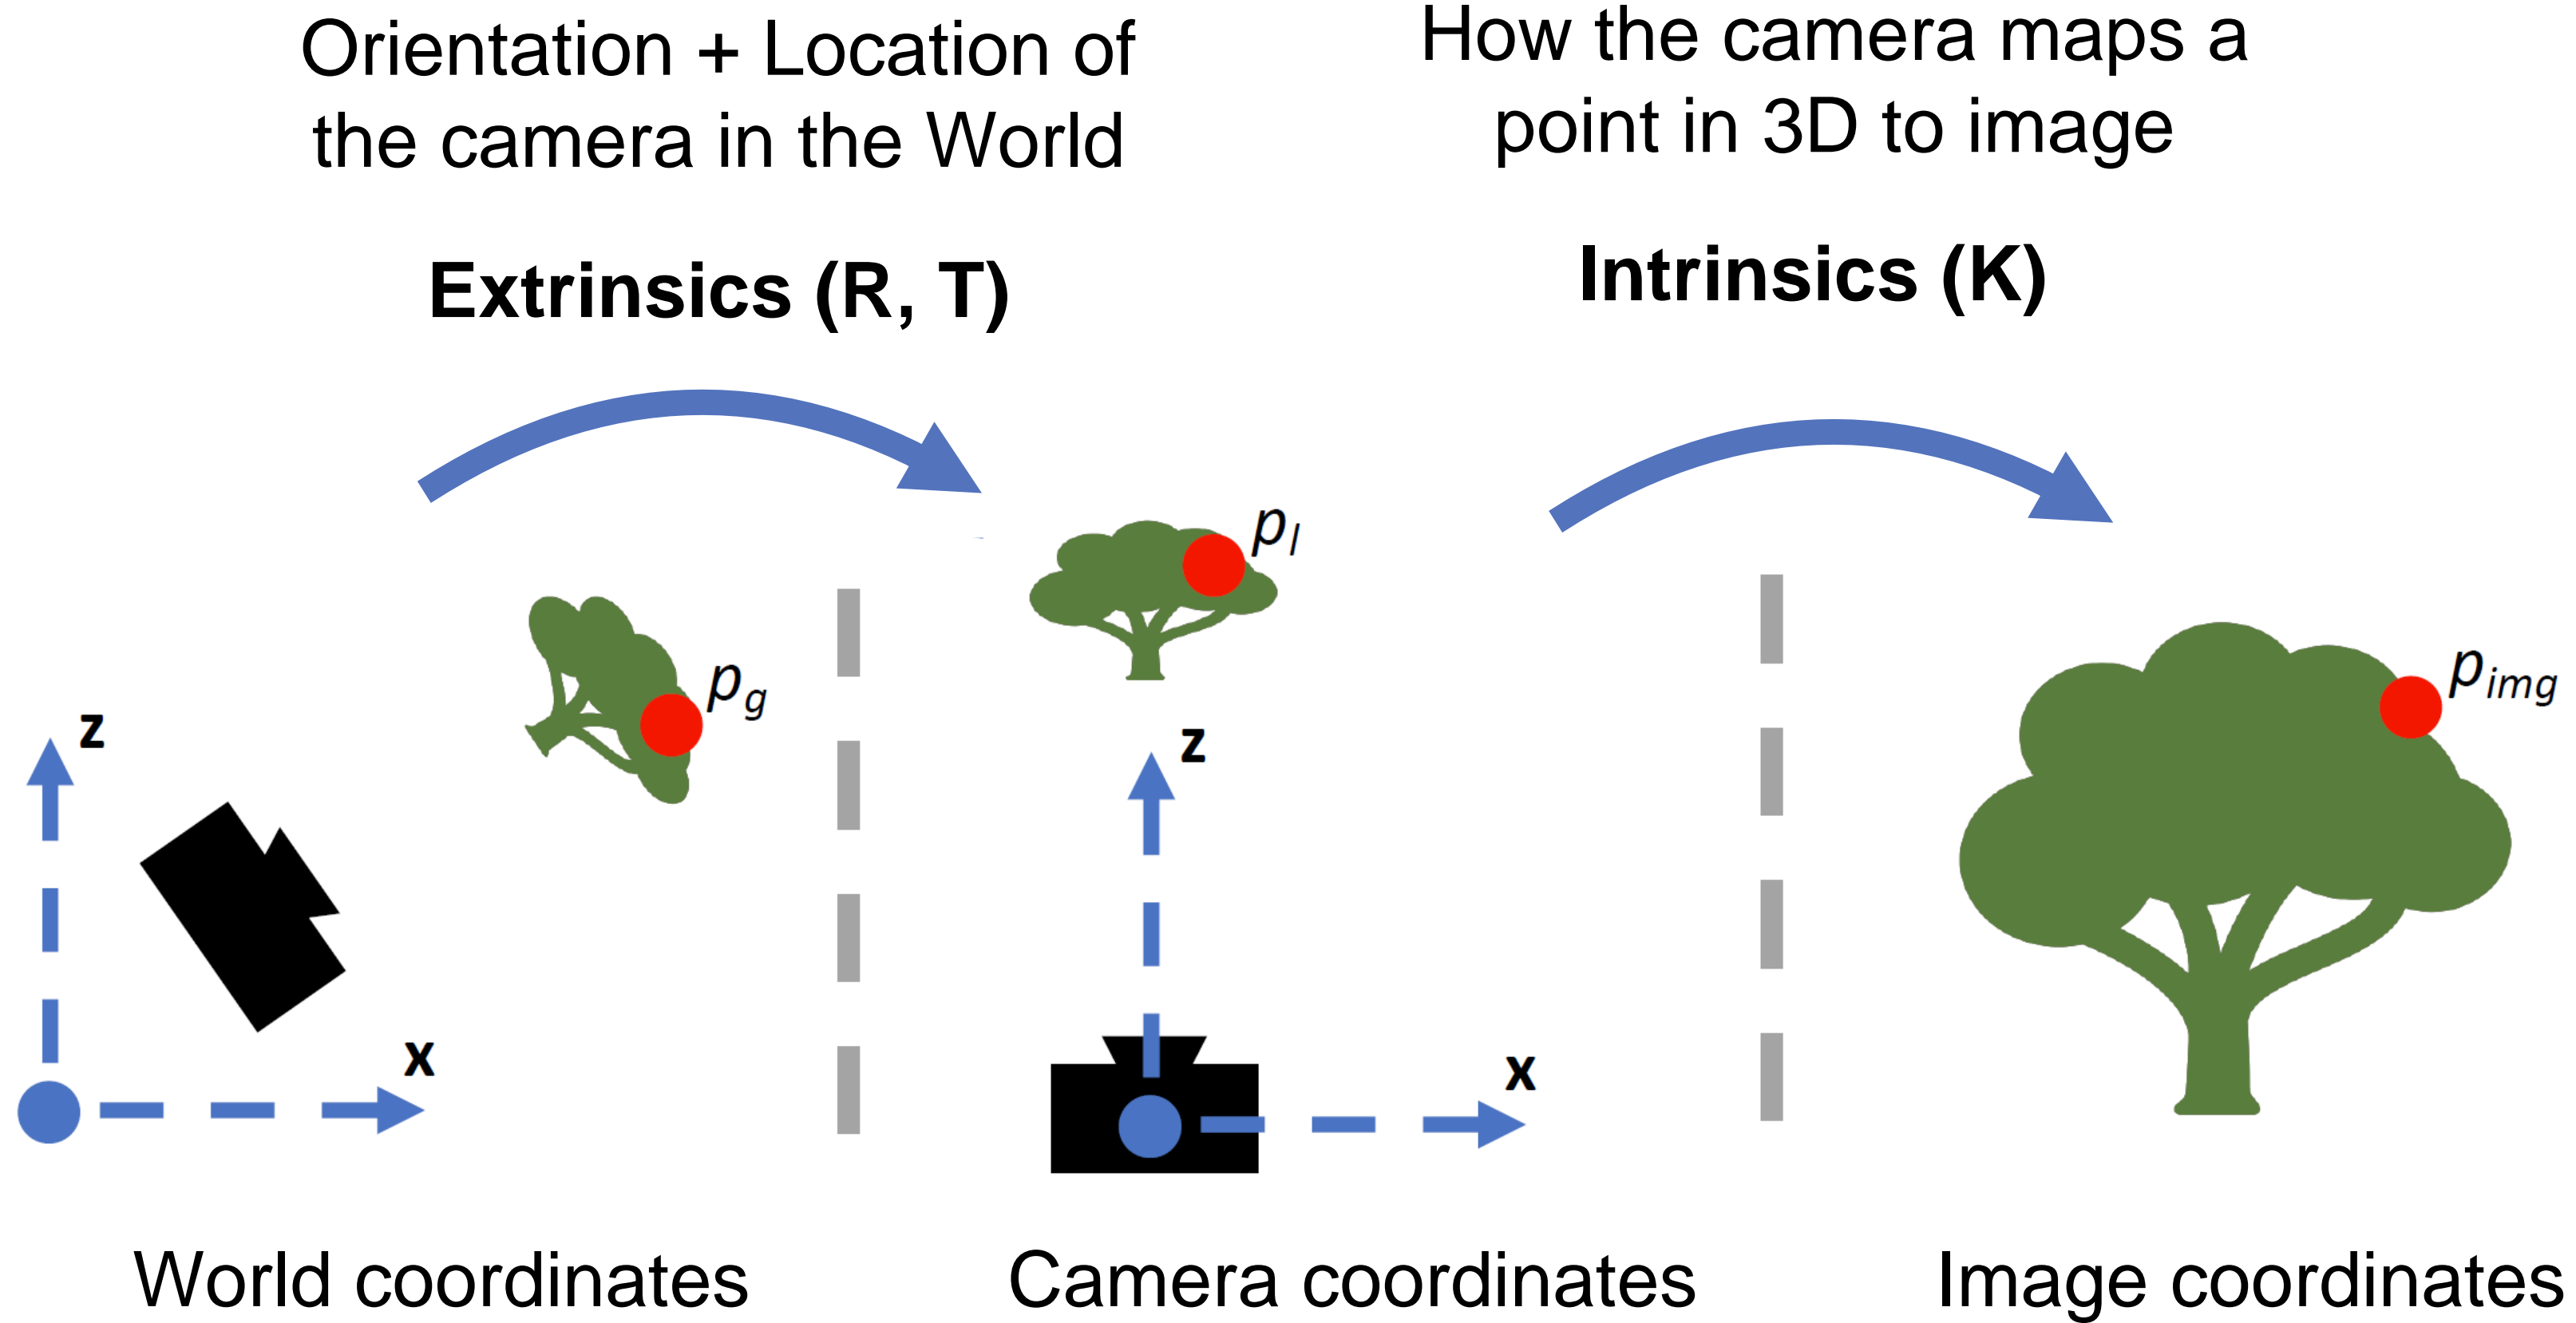 Orientation + Location of
the camera in the World
How the camera maps a
point in 3D to image
Extrinsics (R, T)
Intrinsics (K)
p_l
p_g
p_img
z
x
z
x
World coordinates
Camera coordinates
Image coordinates